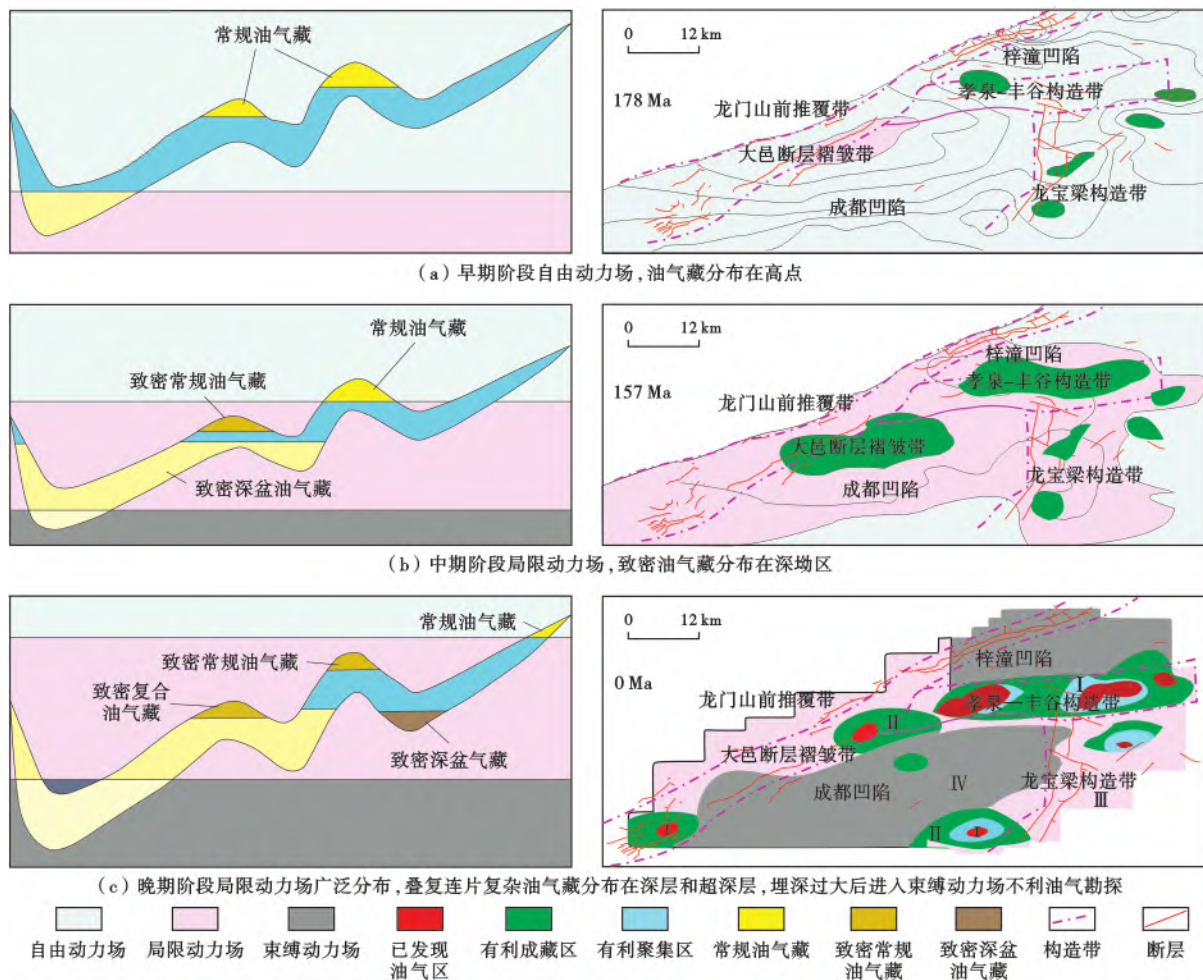 常规油气藏
0 12 km
178 Ma
梓潼凹陷
孝泉-丰谷构造带
龙门山前推覆带
大邑断层褶皱带
龙宝梁构造带
成都凹陷
(a) 早期阶段自由动力场,油气藏分布在高点
常规油气藏
致密常规油气藏
致密深盆油气藏
0 12 km
157 Ma
梓潼凹陷
孝泉-丰谷构造带
龙门山前推覆带
大邑断层褶皱带
龙宝梁构造带
成都凹陷
(b) 中期阶段局限动力场,致密油气藏分布在深坳区
常规油气藏
致密常规油气藏
致密复合
油气藏
致密深盆气藏
0 12 km
0 Ma
梓潼凹陷
I
孝泉—丰谷构造带
龙门山前推覆带
II
大邑断层褶皱带
成都凹陷
IV
龙宝梁构造带
III
I
II
I
(c) 晚期阶段局限动力场广泛分布,叠复连片复杂油气藏分布在深层和超深层,埋深过大后进入束缚动力场不利油气勘探
自由动力场 局限动力场 束缚动力场 已发现 有利成藏区 有利聚集区 常规油气藏 致密常规 致密深盆 构造带 断层
油气区 油气藏 油气藏